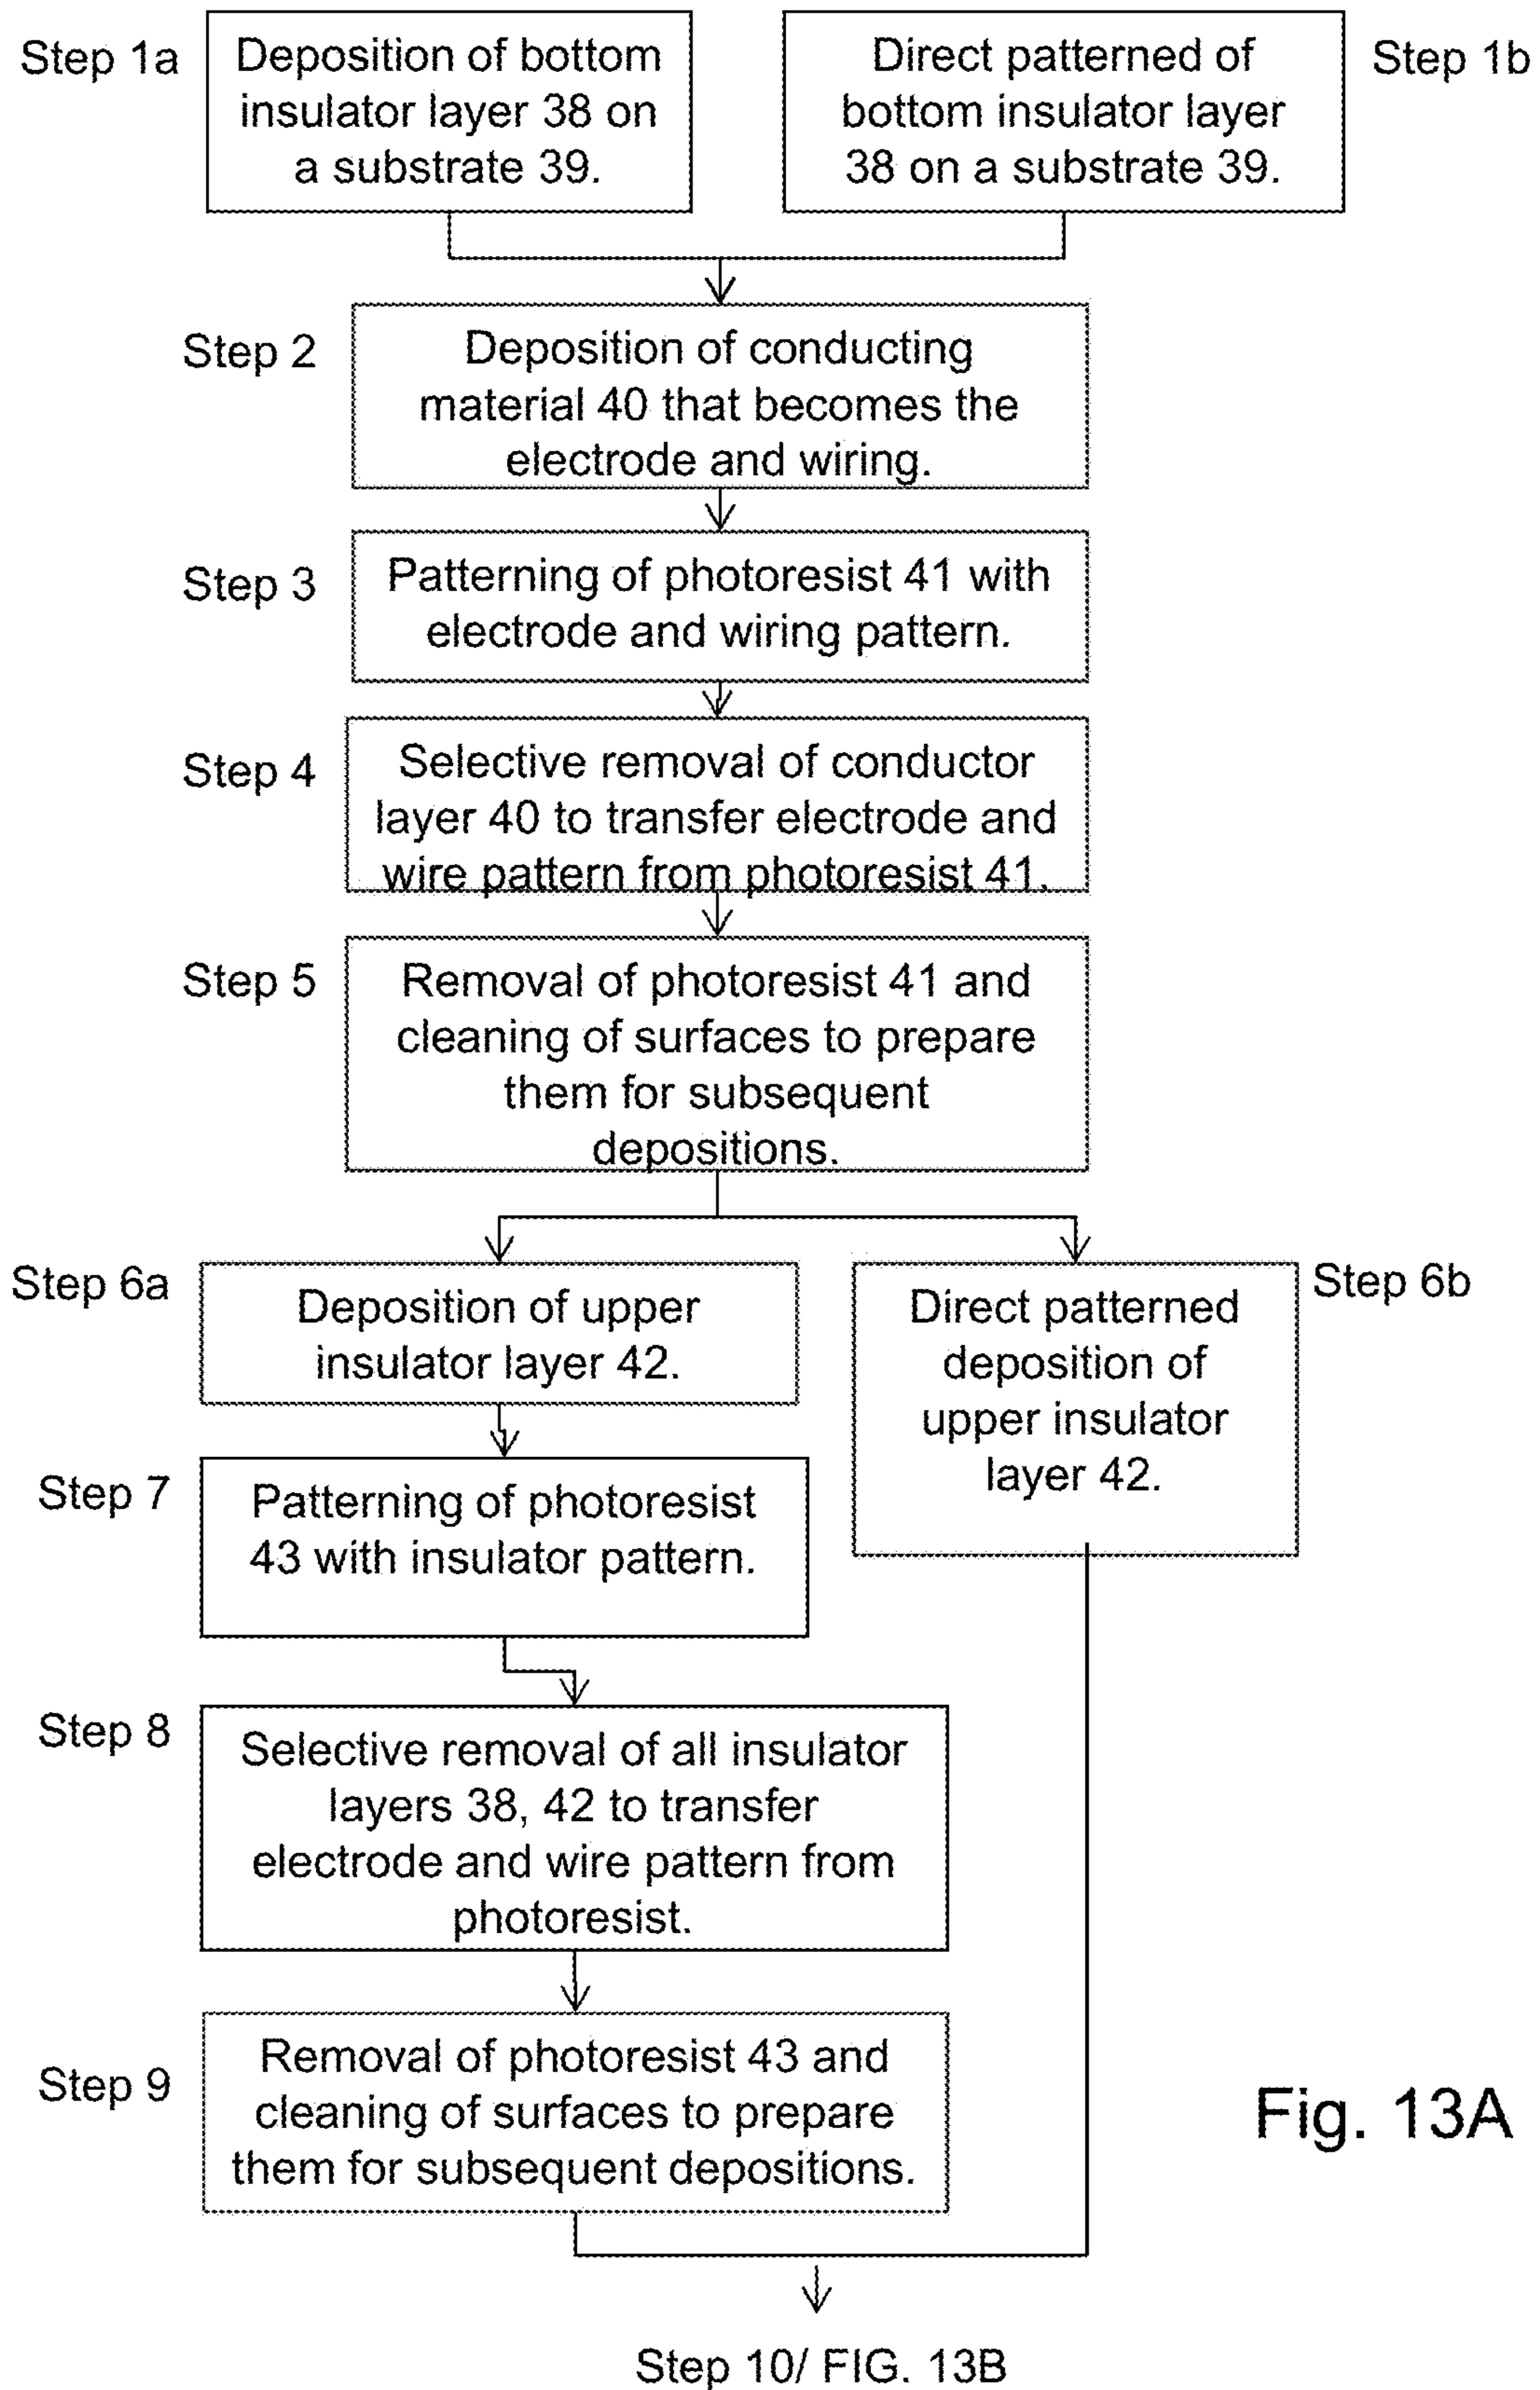 Step 1a
Deposition of bottom
insulator layer 38 on
a substrate 39.
Direct patterned of
bottom insulator layer
38 on a substrate 39.
Step 1b
Step 2
Deposition of conducting
material 40 that becomes the
electrode and wiring.
Step 3
Patterning of photoresist 41 with
electrode and wiring pattern.
Step 4
Selective removal of conductor
layer 40 to transfer electrode and
wire pattern from photoresist 41.
Step 5
Removal of photoresist 41 and
cleaning of surfaces to prepare
them for subsequent
depositions.
Step 6a
Deposition of upper
insulator layer 42.
Direct patterned
deposition of
upper insulator
layer 42.
Step 6b
Step 7
Patterning of photoresist
43 with insulator pattern.
Step 8
Selective removal of all insulator
layers 38, 42 to transfer
electrode and wire pattern from
photoresist.
Step 9
Removal of photoresist 43 and
cleaning of surfaces to prepare
them for subsequent depositions.
Fig. 13A
Step 10/ FIG. 13B